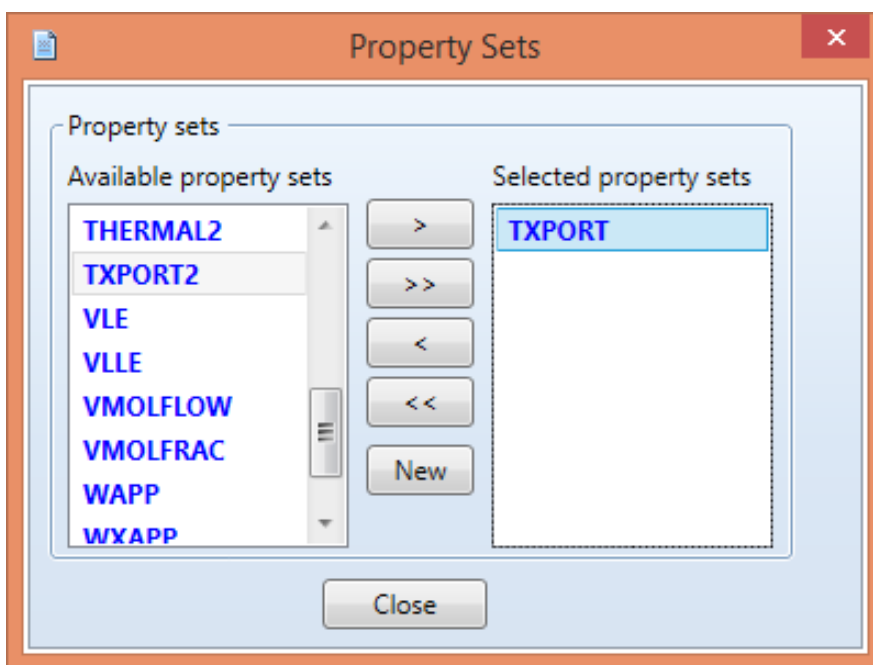 Property Sets
Property sets
Available property sets
Selected property sets
THERMAL2
TXPORT2
VLE
VLLE
VMOLFLOW
VMOLFRAC
WAPP
WXAPP
>
>>
<
<<
New
TXPORT
Close